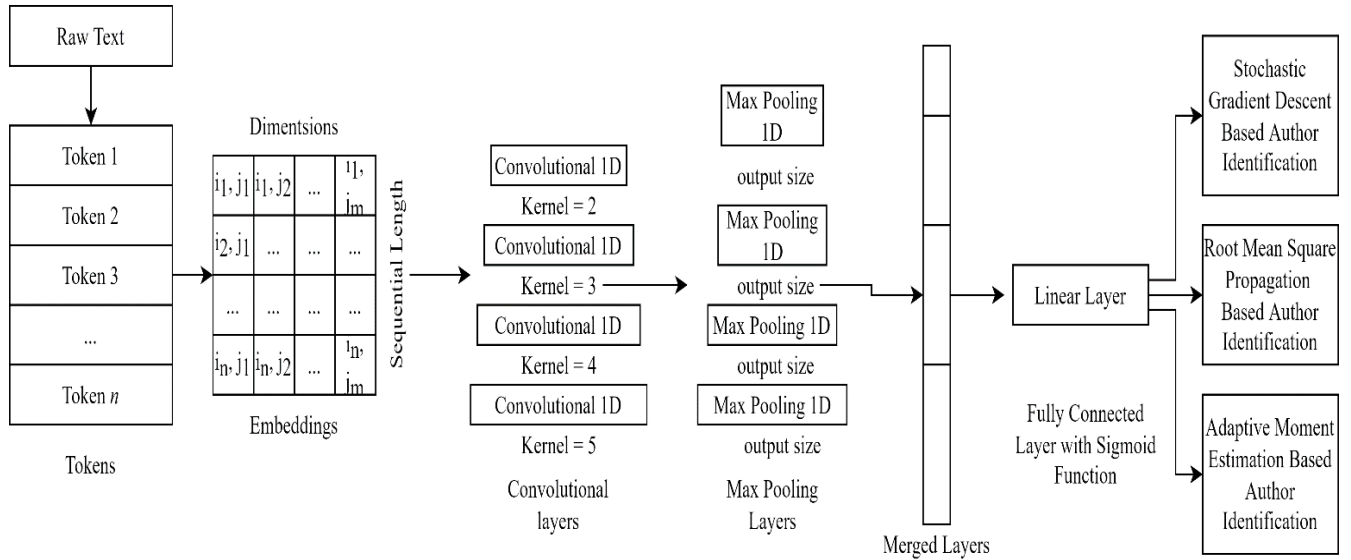 Raw Text
Token 1
Token 2
Token 3
...
Token n
Tokens
Dimentsions
i1, j1 i1, j2 ... i1, jm
i2, j1 ... ... ...
... ... ... ...
in, j1 in, j2 ... in, jm
Embeddings
Sequential Length
Convolutional 1D
Kernel = 2
Convolutional 1D
Kernel = 3
Convolutional 1D
Kernel = 4
Convolutional 1D
Kernel = 5
Convolutional
layers
Max Pooling
1D
output size
Max Pooling
1D
output size
Max Pooling 1D
output size
Max Pooling 1D
output size
Max Pooling
Layers
Merged Layers
Linear Layer
Fully Connected
Layer with Sigmoid
Function
Stochastic
Gradient Descent
Based Author
Identification
Root Mean Square
Propagation
Based Author
Identification
Adaptive Moment
Estimation Based
Author
Identification